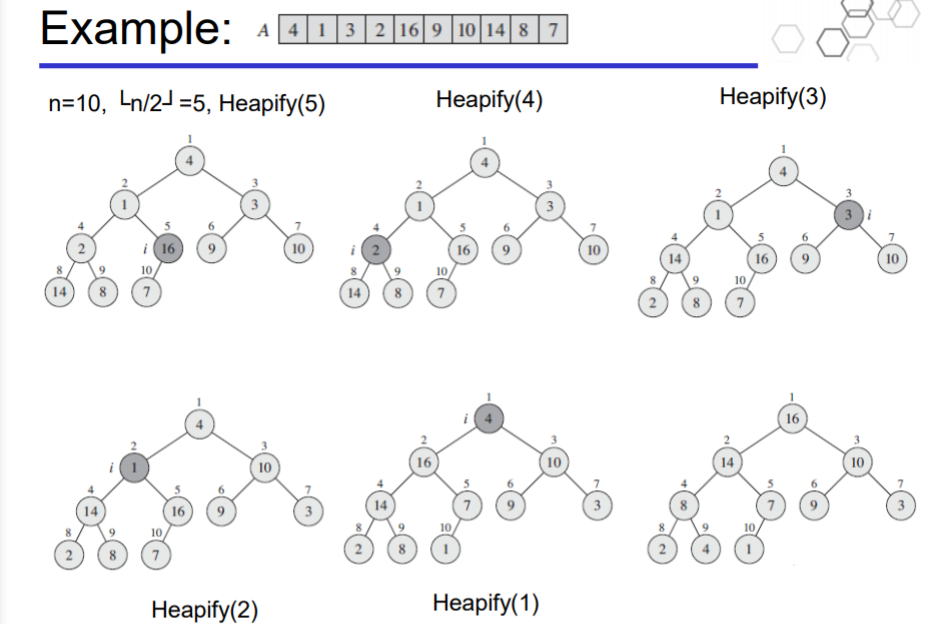 Example: A 4 1 3 2 16 9 10 14 8 7
n=10, └n/2┘ =5, Heapify(5)
Heapify(4)
Heapify(3)
1
4
2 3
1 3
4 5 6 7
2 i 16 9 10
8 9 10
14 8 7
1
4
2 3
1 3
4 5 6 7
i 2 16 9 10
8 9 10
14 8 7
1
4
2 3
1 3 i
4 5 6 7
14 16 9 10
8 9 10
2 8 7
1
4
2 3
i 1 10
4 5 6 7
14 16 9 3
8 9 10
2 8 7
1
i 4
2 3
16 10
4 5 6 7
14 7 9 3
8 9 10
2 8 1
1
16
2 3
14 10
4 5 6 7
8 7 9 3
8 9 10
2 4 1
Heapify(2)
Heapify(1)